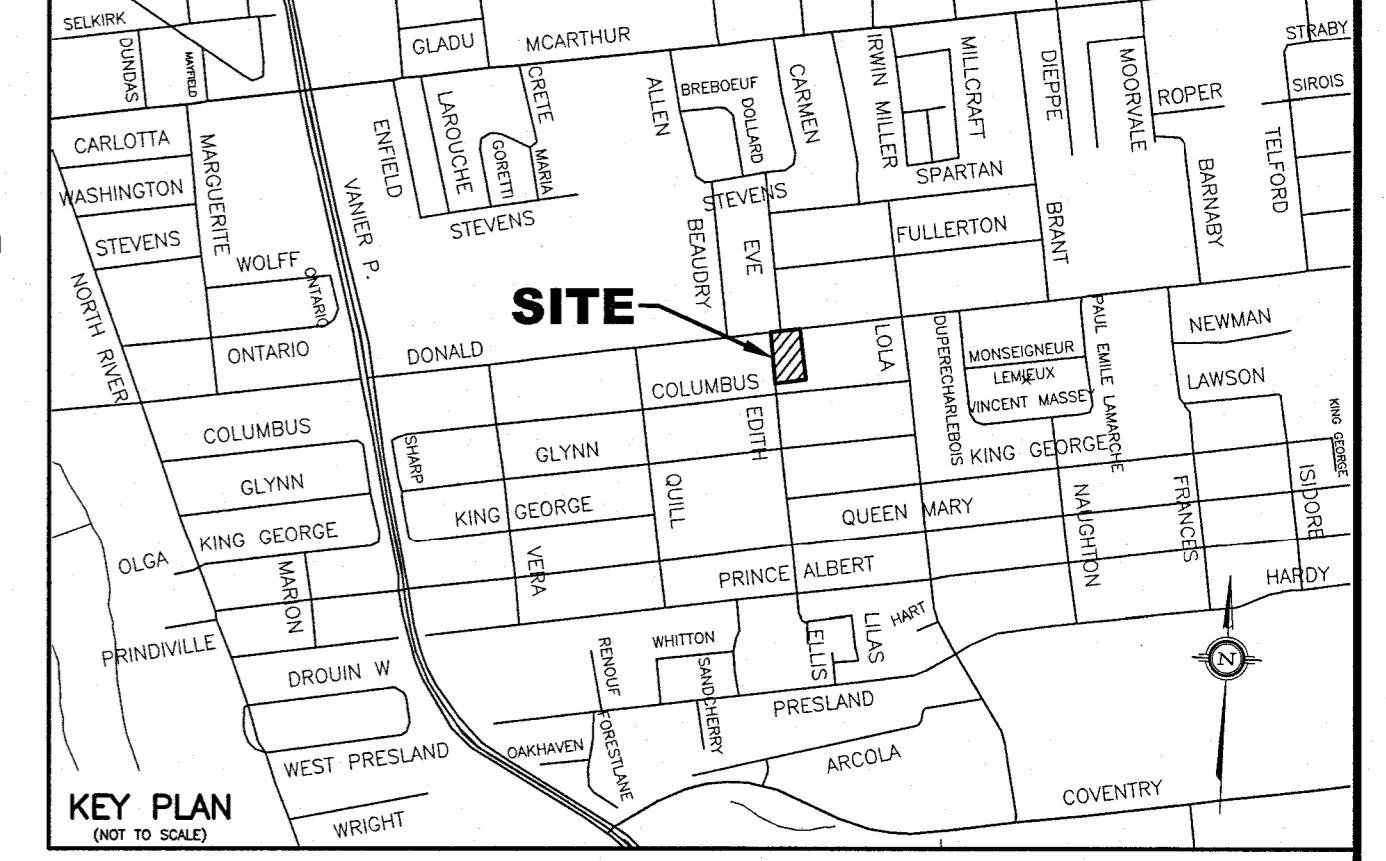 SELKIRK
DUNDAS
MAYFIELD
GLADU
MCARTHUR
CRETE
LAROUCHE
ENFIELD
GORETTI
MARIA
STEVENS
ALLEN
BREBOEUF
DOLLARD
CARMEN
IRWIN MILLER
MILLCRAFT
DIEPPE
MOORVALE
STRABY
ROPER
SIROIS
TELFORD
CARLOTTA
WASHINGTON
STEVENS
MARGUERITE
VANIER P.
WOLFF
ONTARIO
ONTARIO
NORTH RIVER
STEVENS
BEAUDRY
EVE
SPARTAN
FULLERTON
BRANT
BARNABY
SITE
DONALD
COLUMBUS
LOLA
DUPERECHARLEBOIS
MONSEIGNEUR
LEMIEUX
VINCENT MASSEY
PAUL EMILE LAMARCHE
NEWMAN
LAWSON
KING GEORGE
COLUMBUS
GLYNN
KING GEORGE
SHARP
GLYNN
KING GEORGE
EDITH
QUILL
VERA
KING GEORGE
QUEEN MARY
NAUGHTON
FRANCES
ISIDORE
OLGA
MARION
PRINDIVILLE
PRINCE ALBERT
HARDY
DROUIN W
RENOUF
WHITTON
SANDCHERRY
ELLIS
LILAS
HART
PRESLAND
N
WEST PRESLAND
OAKHAVEN
FORESTLANE
ARCOLA
COVENTRY
WRIGHT
KEY PLAN
(NOT TO SCALE)